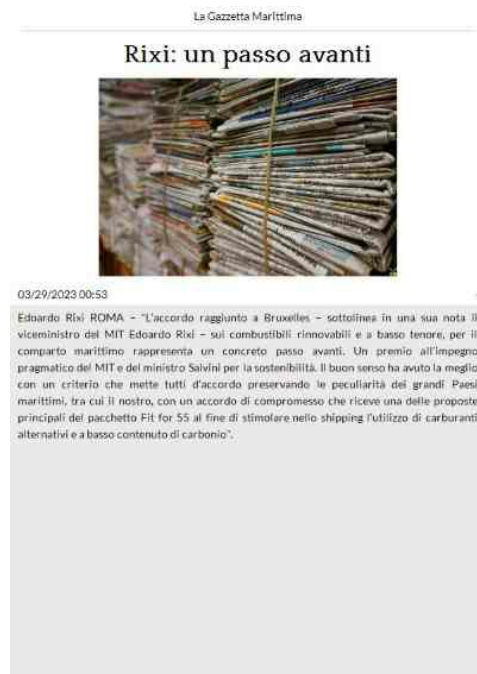 La Gazzetta Marittima
Rixi: un passo avanti
03/29/2023 00:53
Edoardo Rixi ROMA – "L'accordo raggiunto a Bruxelles – sottolinea in una sua nota il
viceministro del MIT Edoardo Rixi – sui combustibili rinnovabili e a basso tenore, per il
comparto marittimo rappresenta un concreto passo avanti. Un premio all'impegno
pragmatico del MIT e del ministro Salvini per la sostenibilità. Il buon senso ha avuto la meglio
con un criterio che mette tutti d'accordo preservando le peculiarità dei grandi Paesi
marittimi, tra cui il nostro, con un accordo di compromesso che riceve una delle proposte
principali del pacchetto Fit for 55 al fine di stimolare nello shipping l'utilizzo di carburanti
alternativi e a basso contenuto di carbonio".